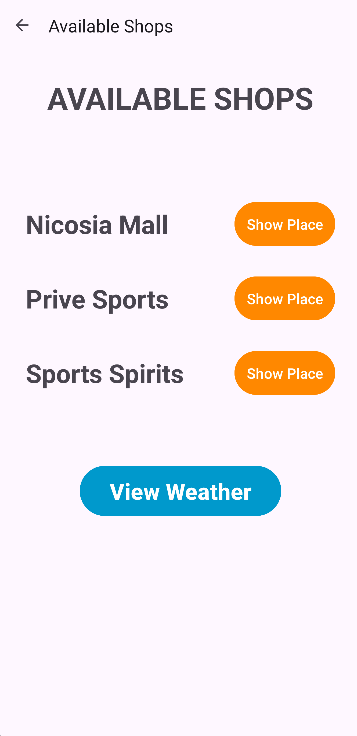 Available Shops
AVAILABLE SHOPS
Nicosia Mall
Show Place
Prive Sports
Show Place
Sports Spirits
Show Place
View Weather